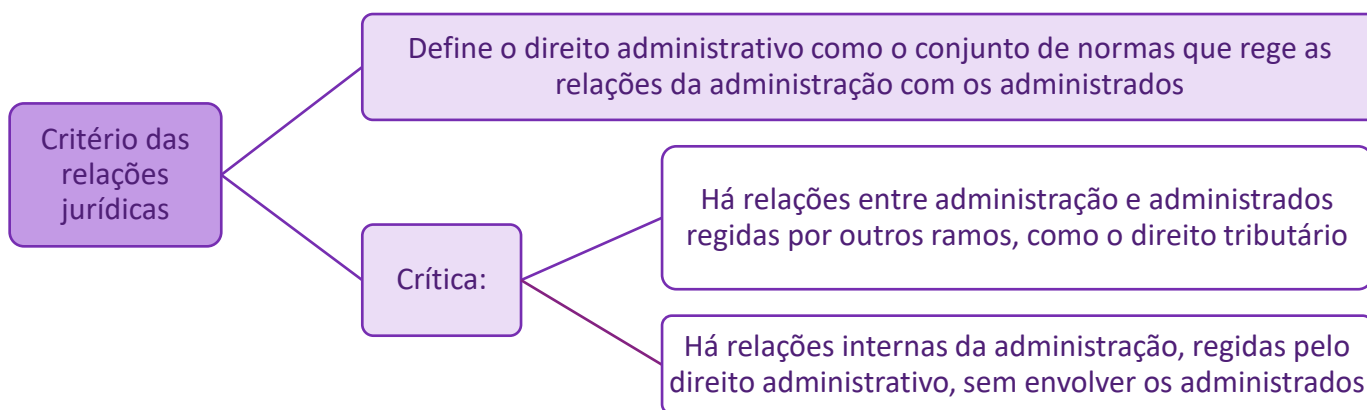 Define o direito administrativo como o conjunto de normas que rege as
relações da administração com os administrados
Critério das
relações
jurídicas
Há relações entre administração e administrados
regidas por outros ramos, como o direito tributário
Crítica:
Há relações internas da administração, regidas pelo
direito administrativo, sem envolver os administrados